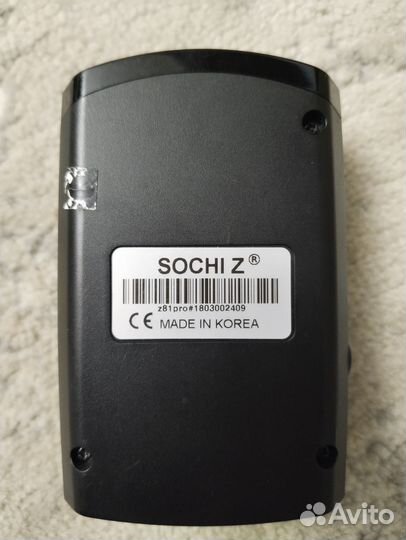 SOCHI Z ®
z81pro#1803002409
CE MADE IN KOREA
Avito